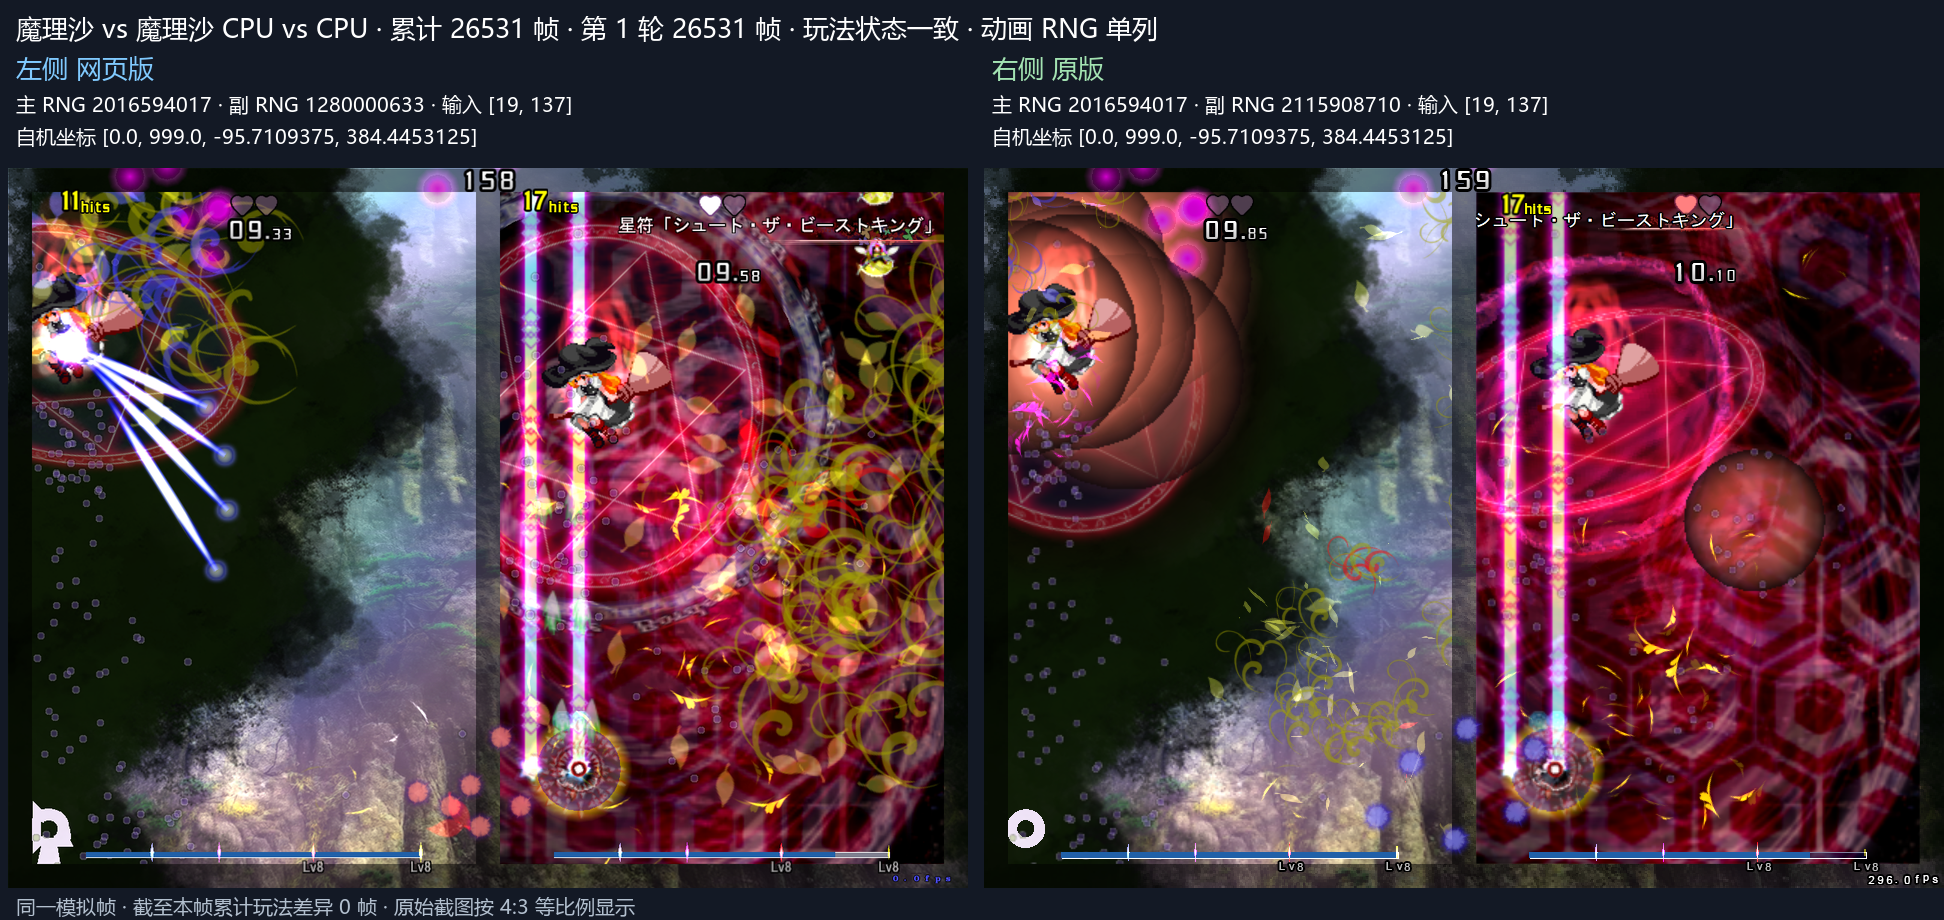 魔理沙 vs 魔理沙 CPU vs CPU · 累计 26531 帧 · 第 1 轮 26531 帧 · 玩法状态一致 · 动画 RNG 单列
左侧 网页版
主 RNG 2016594017 · 副 RNG 1280000633 · 输入 [19, 137]
自机坐标 [0.0, 999.0, -95.7109375, 384.4453125]
158
11hits
17hits
09.33
星符「シュート・ザ・ビーストキング」
09.58
Lv8
Lv8
Lv8
Lv8
0.0fps
右侧 原版
主 RNG 2016594017 · 副 RNG 2115908710 · 输入 [19, 137]
自机坐标 [0.0, 999.0, -95.7109375, 384.4453125]
159
17hits
09.85
シュート・ザ・ビーストキング」
10.10
Lv8
Lv8
Lv8
Lv8
296.0fps
同一模拟帧 · 截至本帧累计玩法差异 0 帧 · 原始截图按 4:3 等比例显示